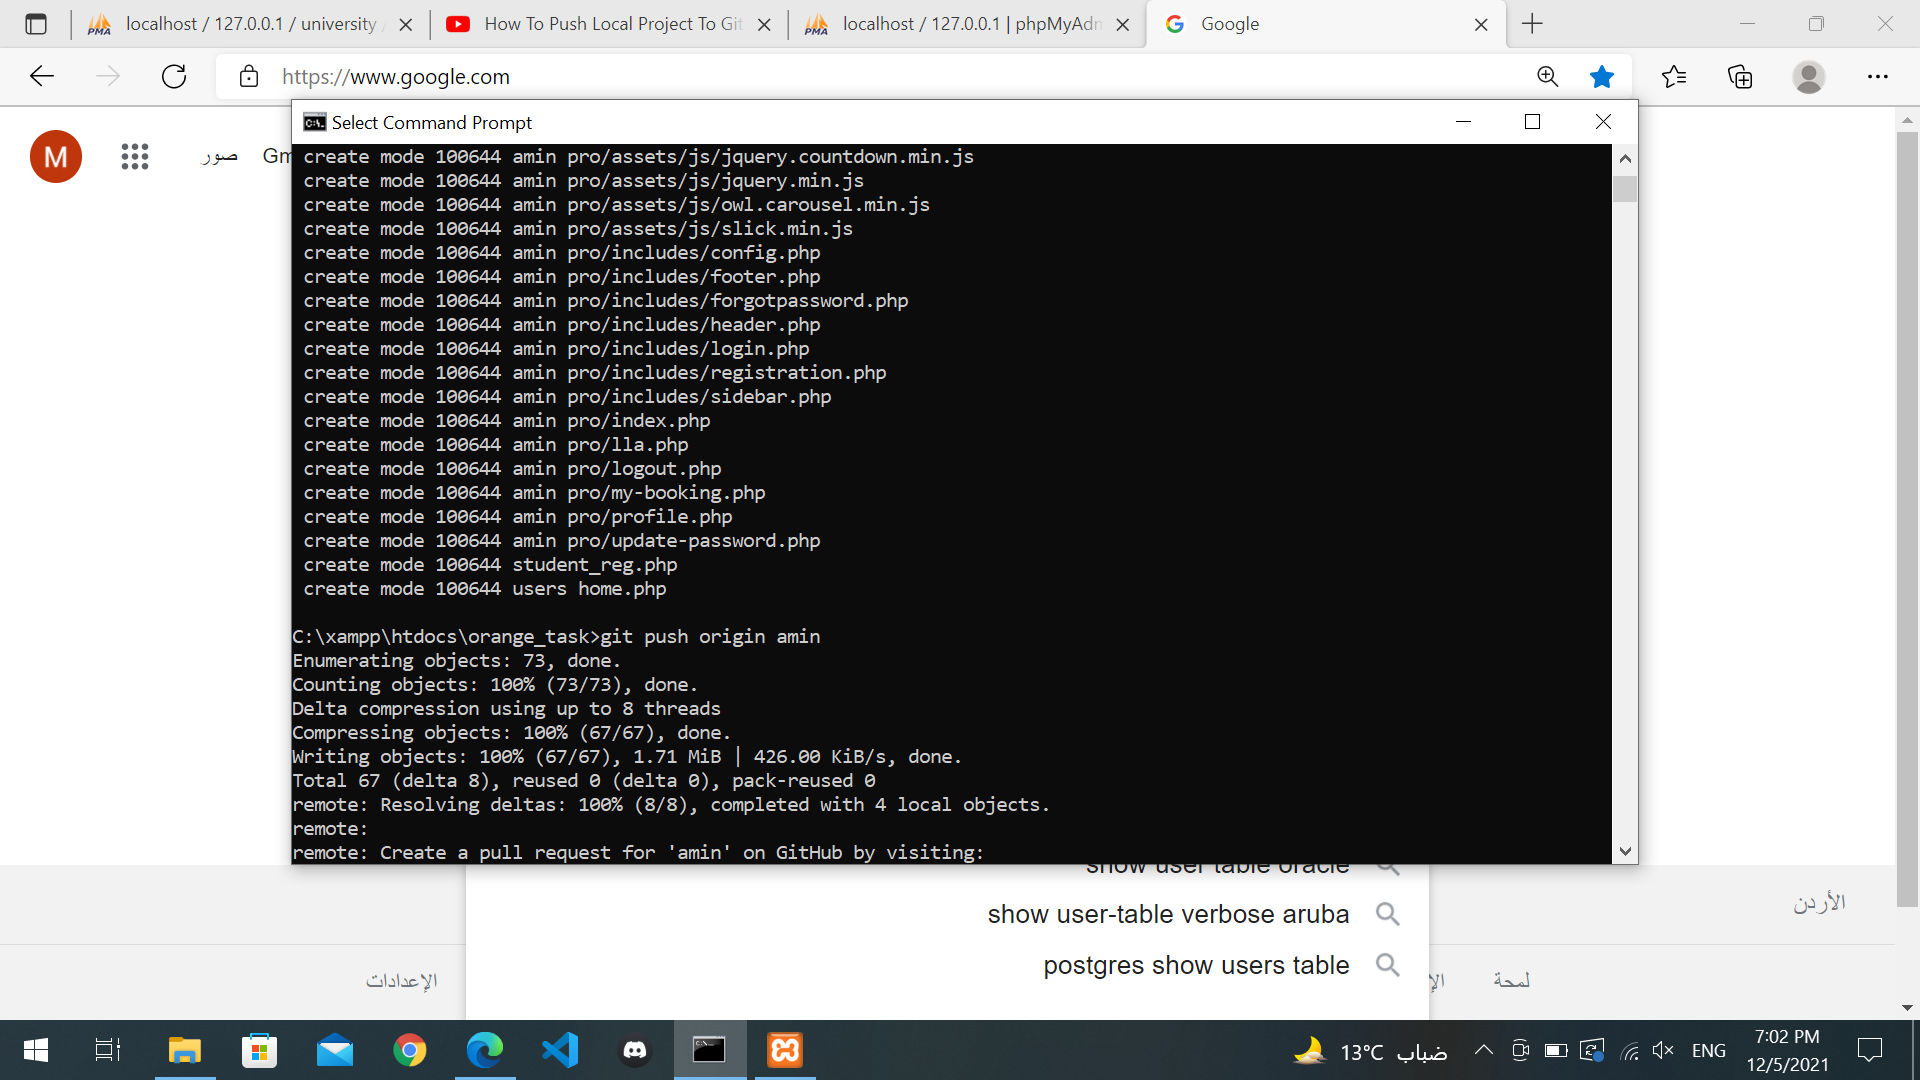 localhost / 127.0.0.1 / university /
How To Push Local Project To Git
localhost / 127.0.0.1 | phpMyAdm
Google
https://www.google.com
M
صور
Gm
Select Command Prompt
create mode 100644 amin pro/assets/js/jquery.countdown.min.js
create mode 100644 amin pro/assets/js/jquery.min.js
create mode 100644 amin pro/assets/js/owl.carousel.min.js
create mode 100644 amin pro/assets/js/slick.min.js
create mode 100644 amin pro/includes/config.php
create mode 100644 amin pro/includes/footer.php
create mode 100644 amin pro/includes/forgotpassword.php
create mode 100644 amin pro/includes/header.php
create mode 100644 amin pro/includes/login.php
create mode 100644 amin pro/includes/registration.php
create mode 100644 amin pro/includes/sidebar.php
create mode 100644 amin pro/index.php
create mode 100644 amin pro/lla.php
create mode 100644 amin pro/logout.php
create mode 100644 amin pro/my-booking.php
create mode 100644 amin pro/profile.php
create mode 100644 amin pro/update-password.php
create mode 100644 student_reg.php
create mode 100644 users home.php
C:\xampp\htdocs\orange_task>git push origin amin
Enumerating objects: 73, done.
Counting objects: 100% (73/73), done.
Delta compression using up to 8 threads
Compressing objects: 100% (67/67), done.
Writing objects: 100% (67/67), 1.71 MiB | 426.00 KiB/s, done.
Total 67 (delta 8), reused 0 (delta 0), pack-reused 0
remote: Resolving deltas: 100% (8/8), completed with 4 local objects.
remote:
remote: Create a pull request for 'amin' on GitHub by visiting:
show user table oracle
show user-table verbose aruba
postgres show users table
الأردن
لمحة
الإ
الإعدادات
13°C ضباب
ENG
7:02 PM
12/5/2021